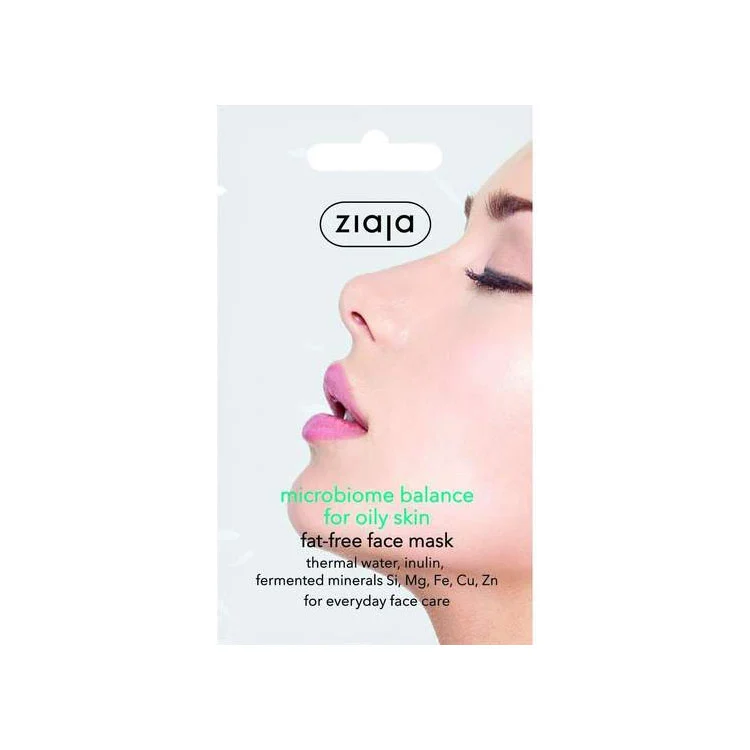 ziaja
microbiome balance
for oily skin
fat-free face mask
thermal water, inulin,
fermented minerals Si, Mg, Fe, Cu, Zn
for everyday face care